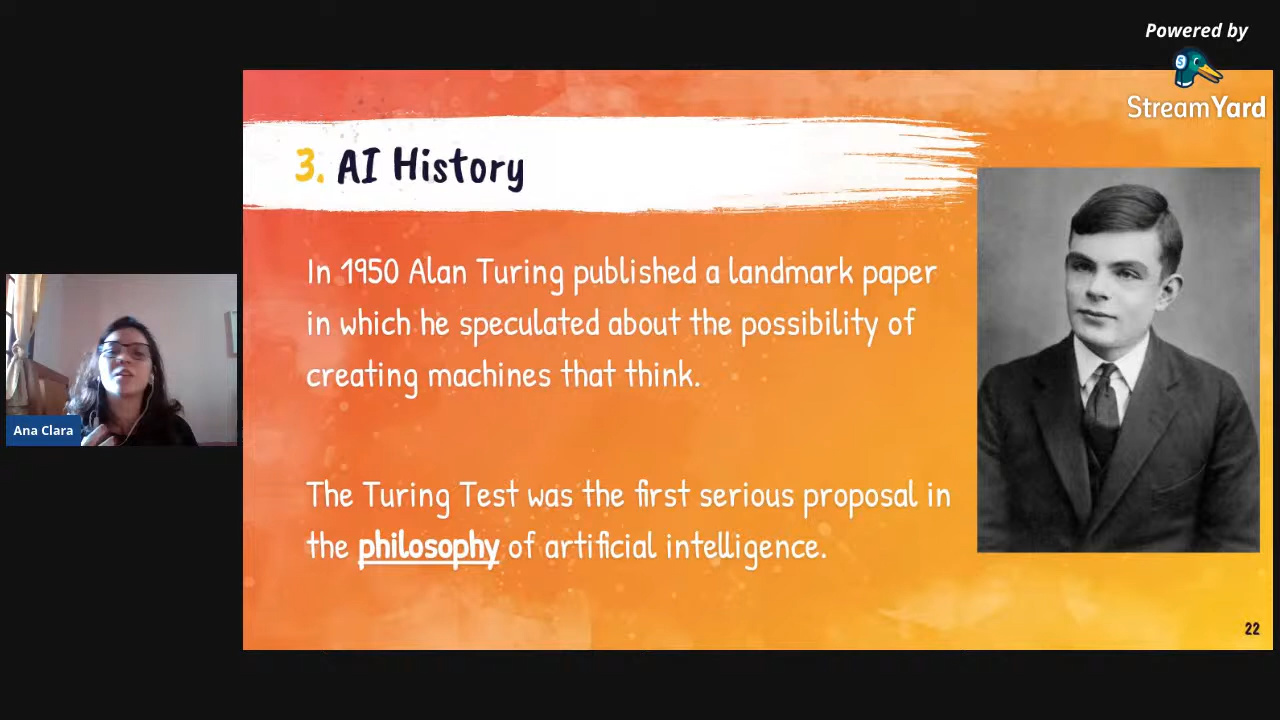 Powered by
StreamYard
3. AI History
In 1950 Alan Turing published a landmark paper
in which he speculated about the possibility of
creating machines that think.
The Turing Test was the first serious proposal in
the philosophy of artificial intelligence.
Ana Clara
22